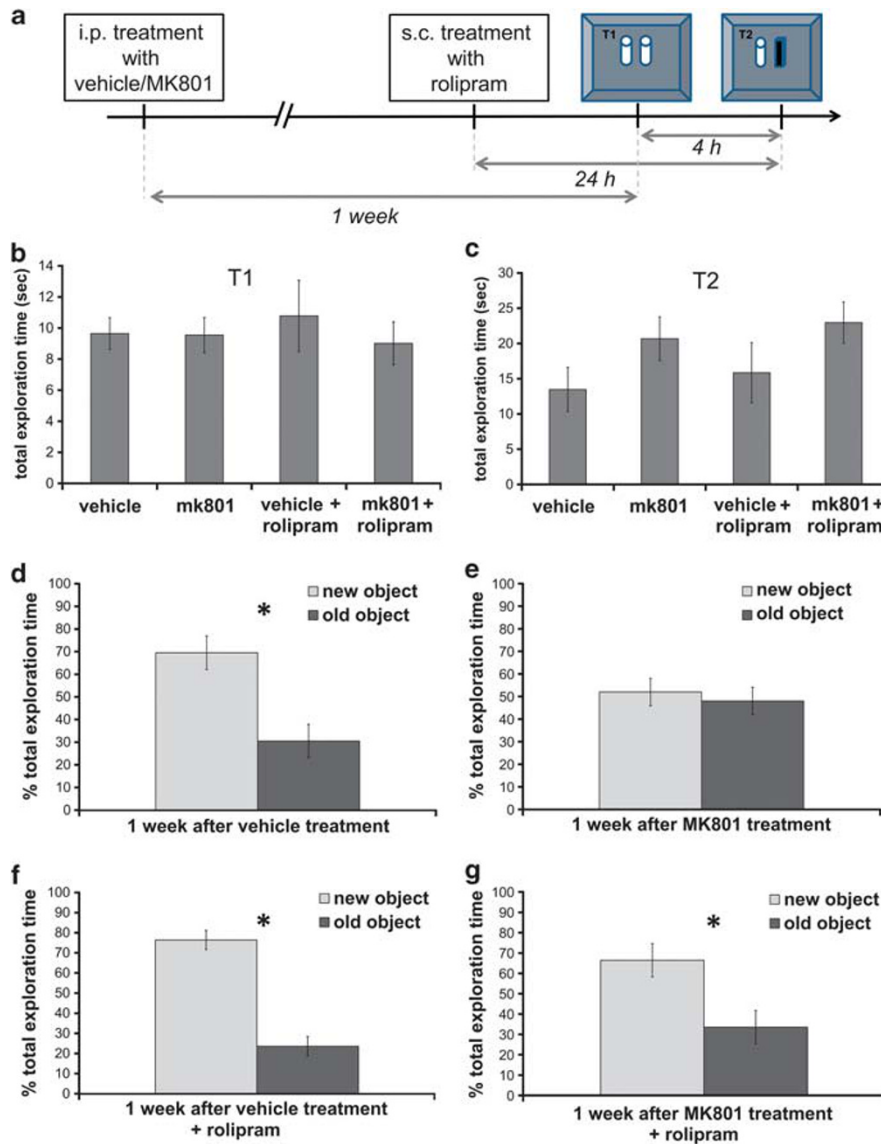 a
i.p. treatment
with
vehicle/MK801
s.c. treatment
with
rolipram
T1
T2
4 h
24 h
1 week
b
T1
total exploration time (sec)
14
12
10
8
6
4
2
0
vehicle
mk801
vehicle +
rolipram
mk801 +
rolipram
c
T2
total exploration time (sec)
30
25
20
15
10
5
0
vehicle
mk801
vehicle +
rolipram
mk801 +
rolipram
d
% total exploration time
100
90
80
70
60
50
40
30
20
10
0
new object
old object
*
1 week after vehicle treatment
e
% total exploration time
100
90
80
70
60
50
40
30
20
10
0
new object
old object
1 week after MK801 treatment
f
% total exploration time
100
90
80
70
60
50
40
30
20
10
0
new object
old object
*
1 week after vehicle treatment
+ rolipram
g
% total exploration time
100
90
80
70
60
50
40
30
20
10
0
new object
old object
*
1 week after MK801 treatment
+ rolipram